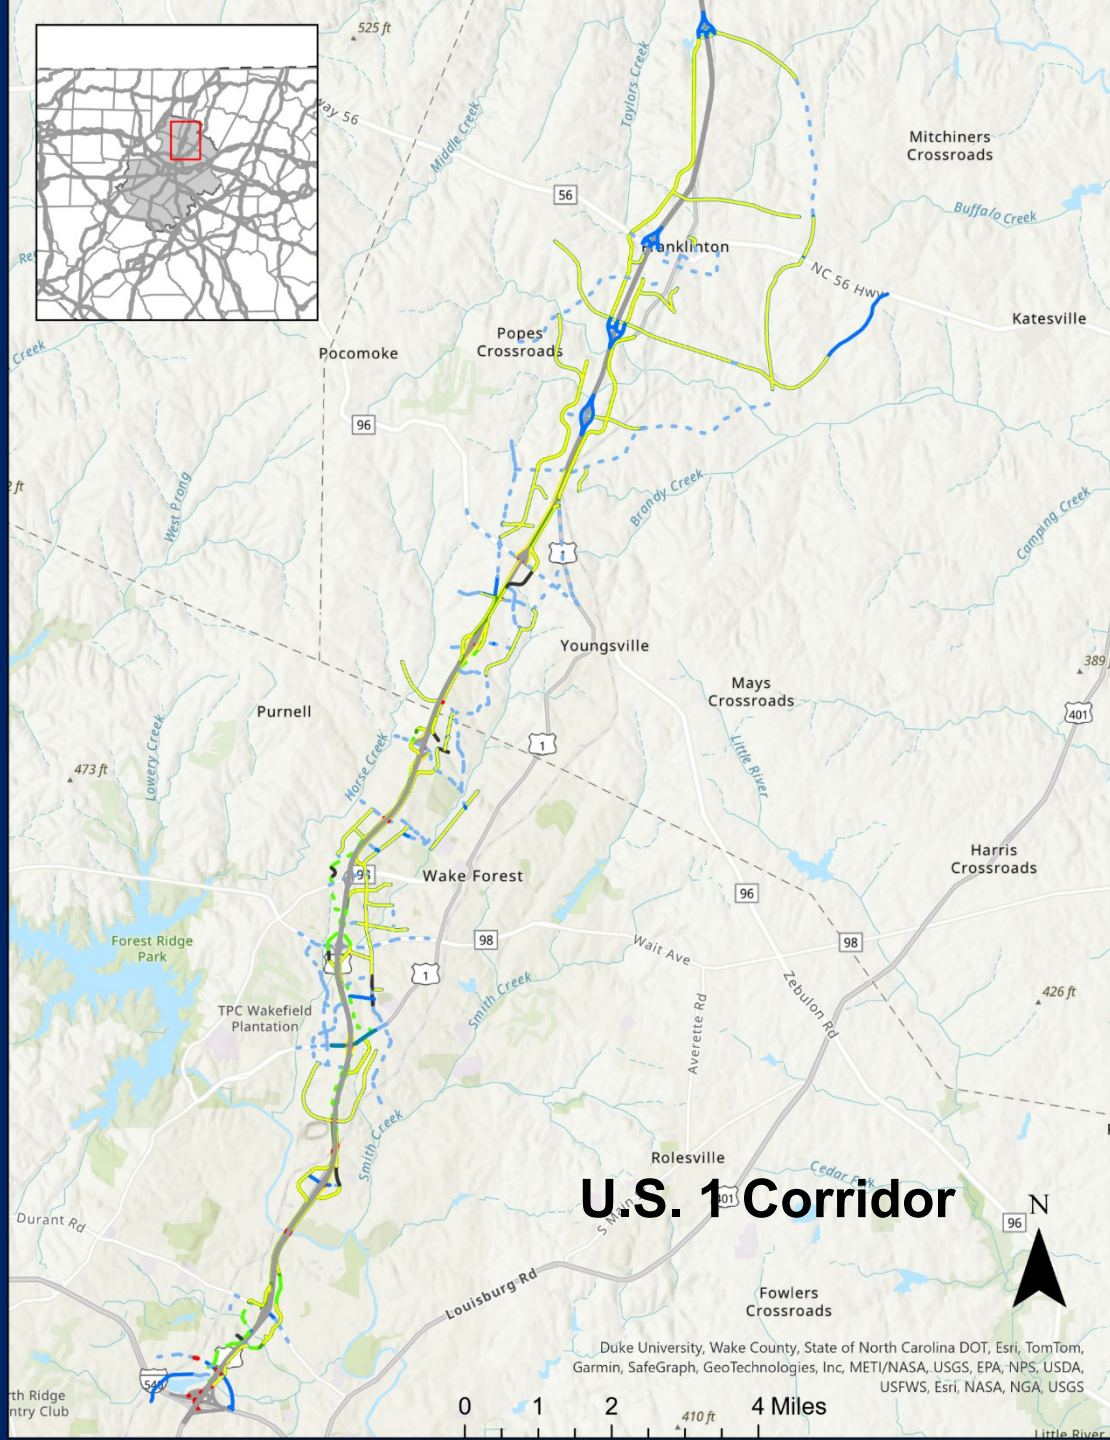 525 ft
way 56
Middle Creek
Taylors Creek
Mitchiners
Crossroads
56
Buffalo Creek
Franklinton
NC 56 Hwy
Katesville
Creek
Pocomoke
Popes
Crossroads
96
West Prong
Brandy Creek
Camping Creek
1
Youngsville
389
Mays
Crossroads
401
Purnell
1
Lowery Creek
Horse Creek
Little River
473 ft
Harris
Crossroads
98
Wake Forest
96
Forest Ridge
Park
98
Wait Ave
98
1
Smith Creek
Zebulon Rd
426 ft
TPC Wakefield
Plantation
Averette Rd
Smith Creek
Rolesville
Cedar Fork
U.S. 1 Corridor
401
N
S Main
96
Durant Rd
Louisburg Rd
Fowlers
Crossroads
Duke University, Wake County, State of North Carolina DOT, Esri, TomTom,
Garmin, SafeGraph, GeoTechnologies, Inc, METI/NASA, USGS, EPA, NPS, USDA,
USFWS, Esri, NASA, NGA, USGS
540
rth Ridge
ntry Club
0 1 2 4 Miles
410 ft
Little River